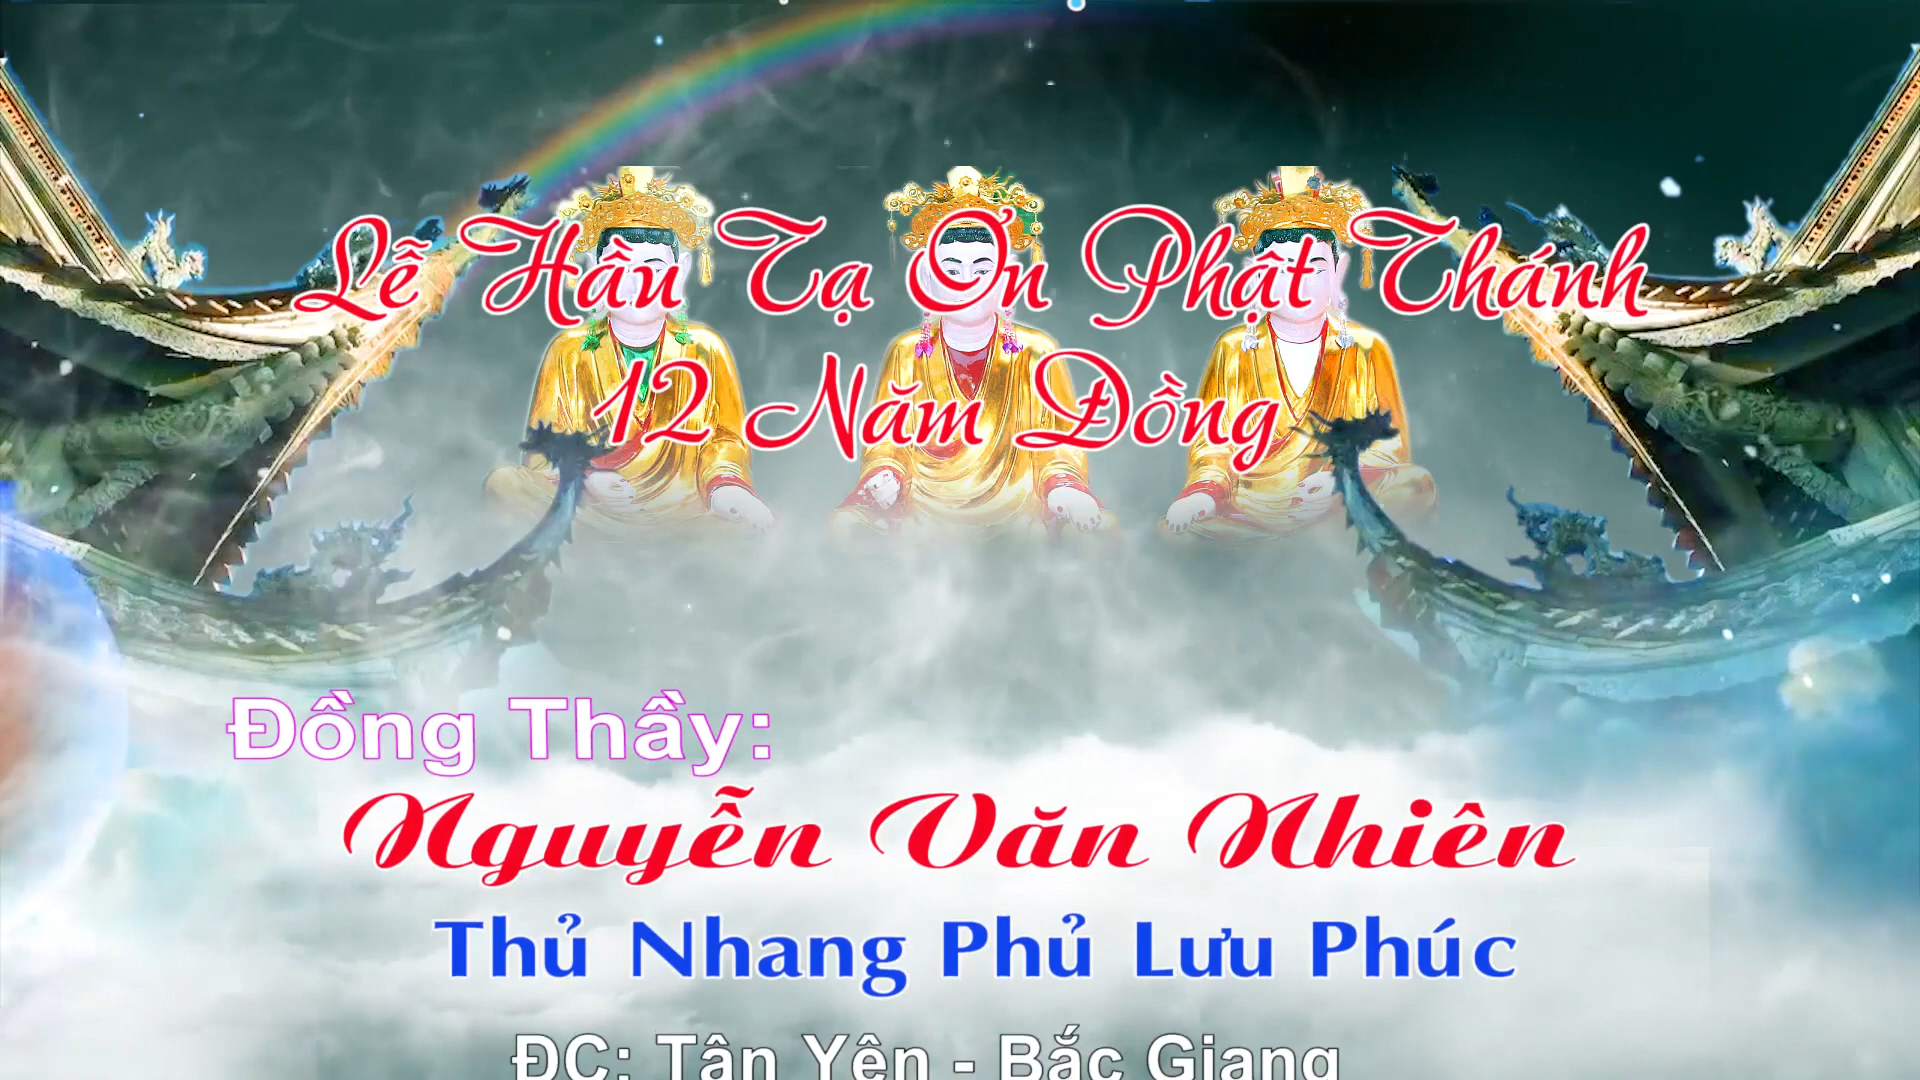 Lễ Hầu Tạ Ơn Phật Thánh
12 Năm Đồng
Đồng Thầy:
Nguyễn Văn Nhiên
Thủ Nhang Phủ Lưu Phúc
ĐC: Tân Yên - Bắc Giang